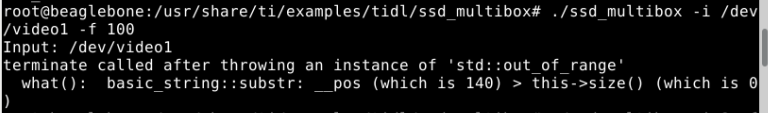 root@beaglebone:/usr/share/ti/examples/tidl/ssd_multibox# ./ssd_multibox -i /dev
/video1 -f 100
Input: /dev/video1
terminate called after throwing an instance of 'std::out_of_range'
  what():  basic_string::substr: __pos (which is 140) > this->size() (which is 0
)